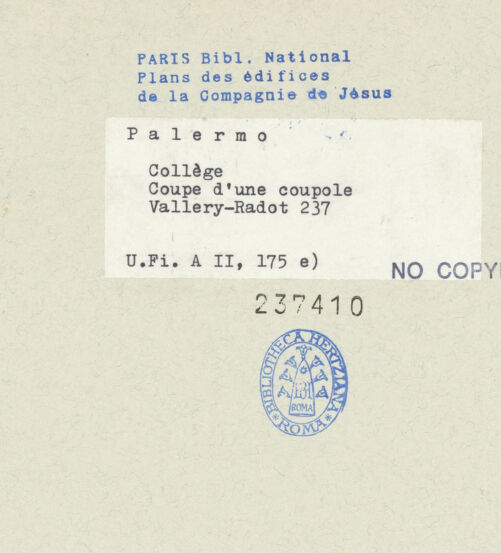 PARIS Bibl. National
Plans des édifices
de la Compagnie de Jésus
Palermo
Collège
Coupe d'une coupole
Vallery-Radot 237
U.Fi. A II, 175 e)
NO COPY
237410
BIBLIOTHECA HERTZIANA
ROMA
ROMA